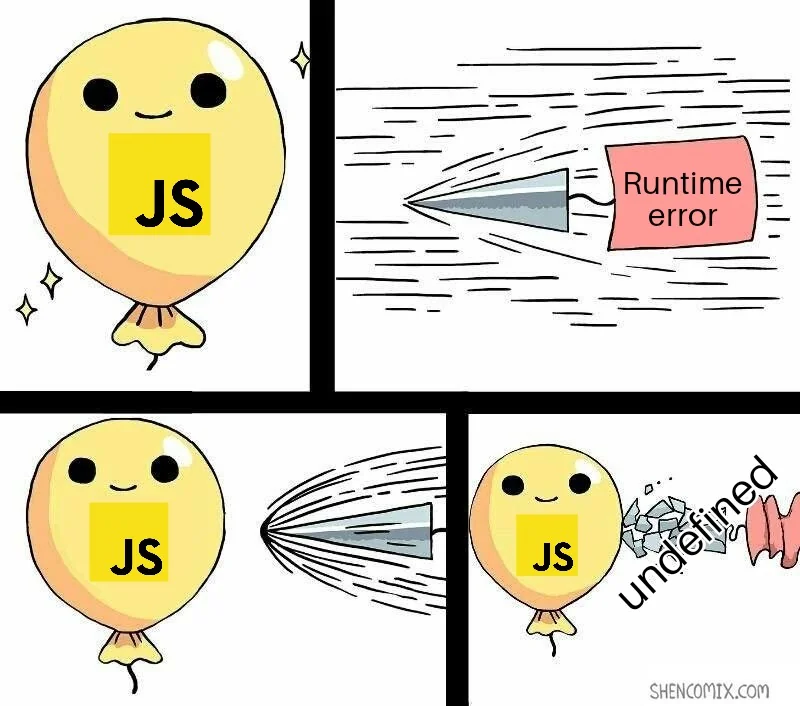 JS
Runtime
error
JS
JS
undefined
SHENCOMIX.COM